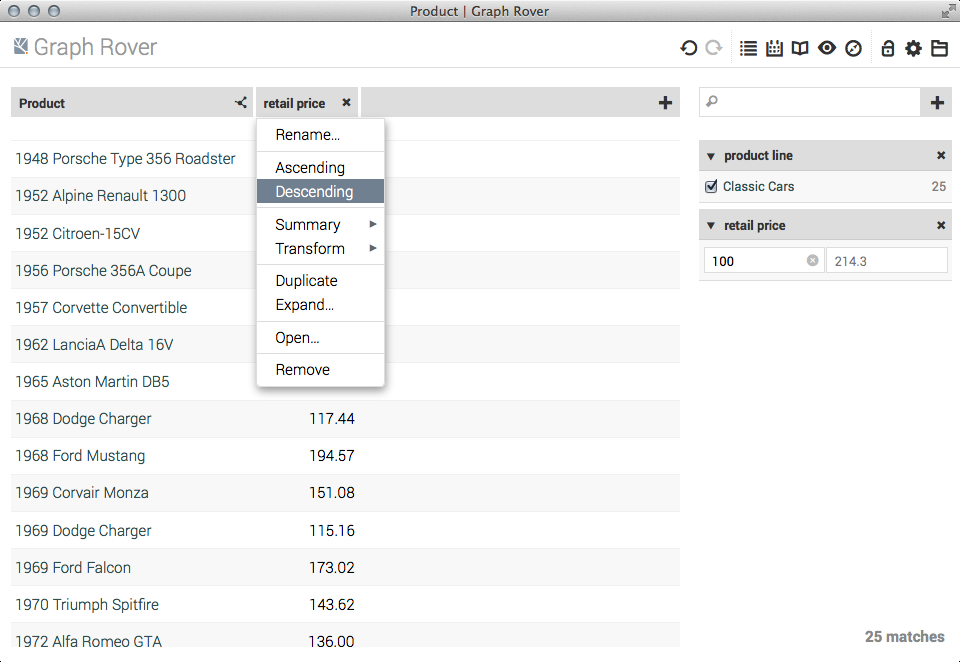 Product | Graph Rover
Graph Rover
Product
retail price
product line
Classic Cars 25
retail price
100 214.3
Rename...
Ascending
Descending
Summary
Transform
Duplicate
Expand...
Open...
Remove
1948 Porsche Type 356 Roadster
1952 Alpine Renault 1300
1952 Citroen-15CV
1956 Porsche 356A Coupe
1957 Corvette Convertible
1962 LanciaA Delta 16V
1965 Aston Martin DB5
1968 Dodge Charger 117.44
1968 Ford Mustang 194.57
1969 Corvair Monza 151.08
1969 Dodge Charger 115.16
1969 Ford Falcon 173.02
1970 Triumph Spitfire 143.62
1972 Alfa Romeo GTA 136.00
25 matches